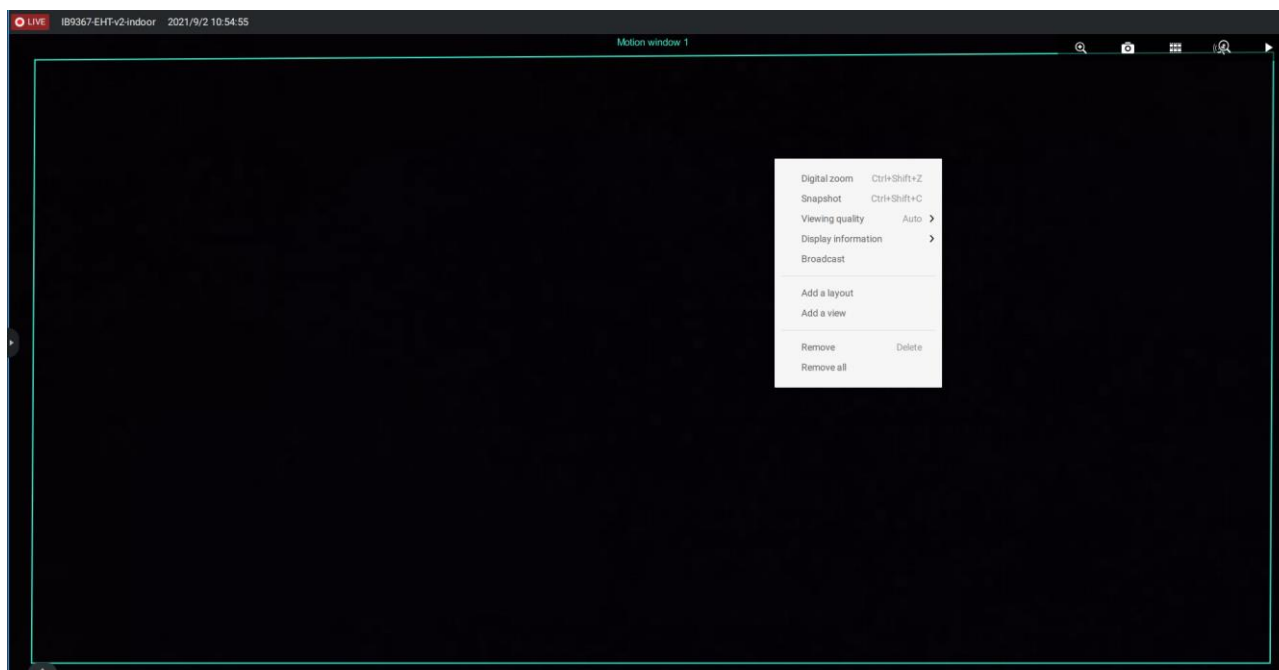 LIVE IB9367-EHT-v2-indoor 2021/9/2 10:54:55
Motion window 1
Digital zoom Ctrl+Shift+Z
Snapshot Ctrl+Shift+C
Viewing quality Auto
Display information
Broadcast
Add a layout
Add a view
Remove Delete
Remove all